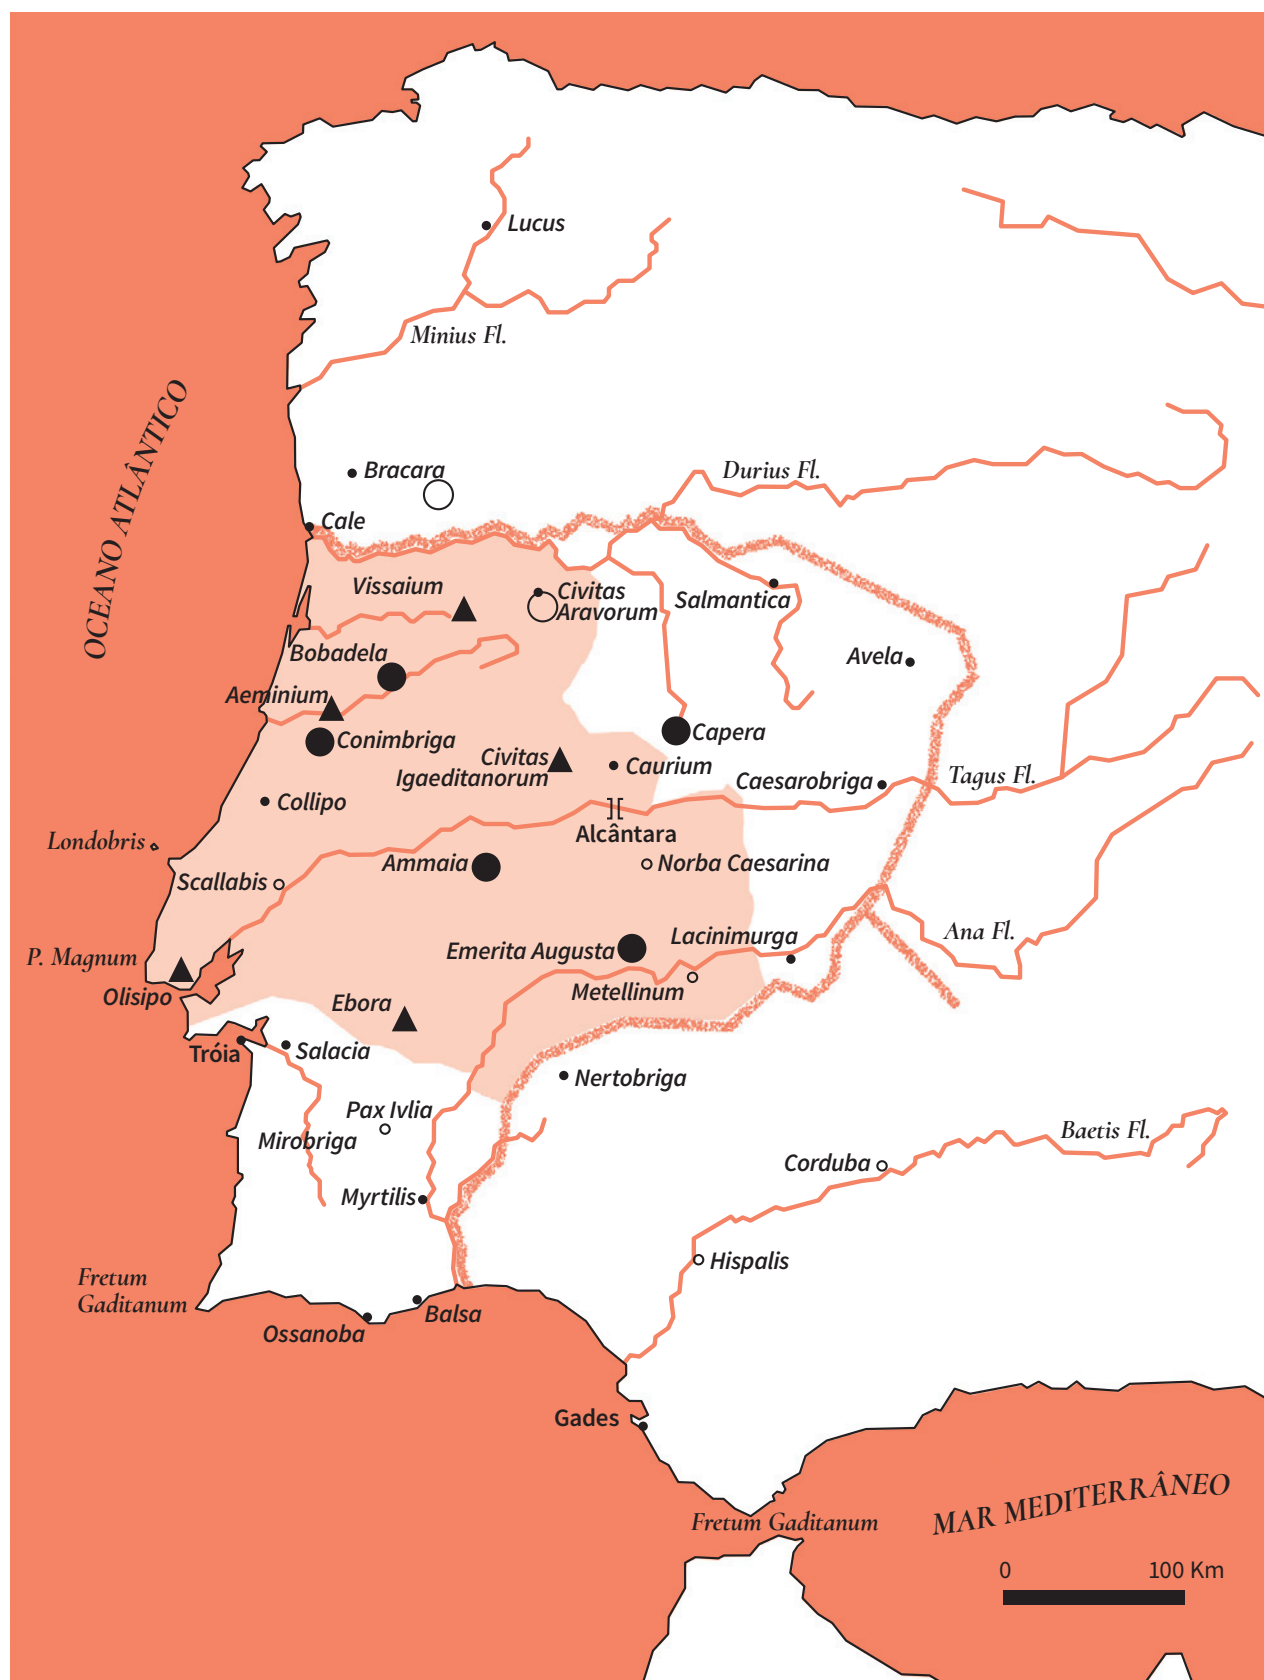 Lucus
Minius Fl.
OCEANO ATLÂNTICO
Bracara
Durius Fl.
Cale
Vissaium
Civitas
Aravorum
Salmantica
Bobadela
Avela
Aeminium
Conimbriga
Capera
Civitas
Igaeditanorum
Caurium
Caesarobriga
Tagus Fl.
Collipo
Alcântara
Londobris
Ammaia
Norba Caesarina
Scallabis
Lacinimurga
Ana Fl.
P. Magnum
Emerita Augusta
Olisipo
Ebora
Metellinum
Tróia
Salacia
Nertobriga
Pax Ivlia
Mirobriga
Baetis Fl.
Corduba
Myrtilis
Hispalis
Fretum
Gaditanum
Balsa
Ossanoba
Gades
Fretum Gaditanum
MAR MEDITERRÂNEO
0 100 Km